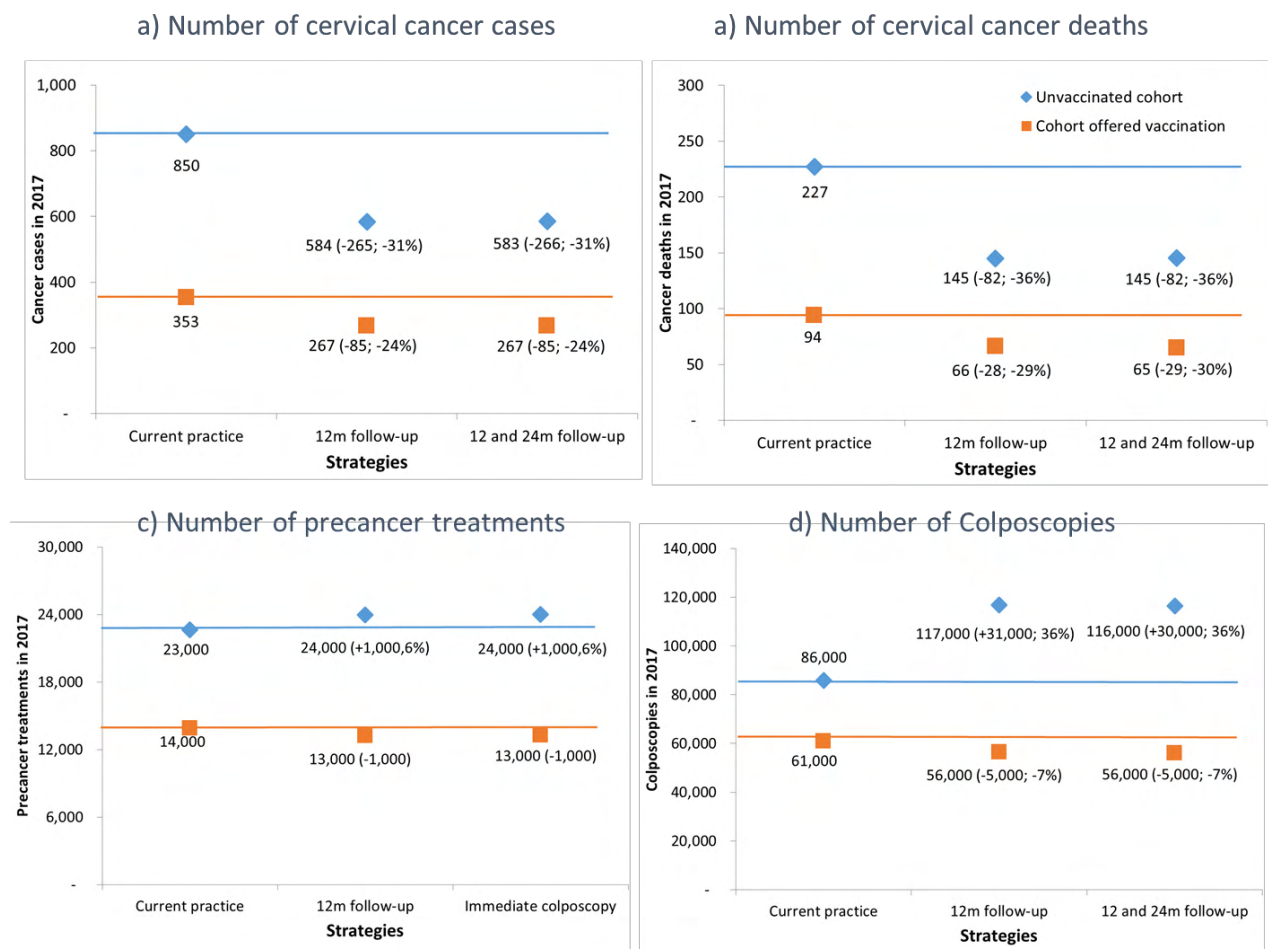 a) Number of cervical cancer cases
Cancer cases in 2017
1,000
800
600
400
200
-
850
353
584 (-265; -31%)
583 (-266; -31%)
267 (-85; -24%)
267 (-85; -24%)
Current practice
12m follow-up
12 and 24m follow-up
Strategies
a) Number of cervical cancer deaths
Cancer deaths in 2017
300
250
200
150
100
50
-
Unvaccinated cohort
Cohort offered vaccination
227
94
145 (-82; -36%)
145 (-82; -36%)
66 (-28; -29%)
65 (-29; -30%)
Current practice
12m follow-up
12 and 24m follow-up
Strategies
c) Number of precancer treatments
Precancer treatments in 2017
30,000
24,000
18,000
12,000
6,000
-
23,000
14,000
24,000 (+1,000,6%)
24,000 (+1,000,6%)
13,000 (-1,000)
13,000 (-1,000)
Current practice
12m follow-up
Immediate colposcopy
Strategies
d) Number of Colposcopies
Colposcopies in 2017
140,000
120,000
100,000
80,000
60,000
40,000
20,000
-
86,000
61,000
117,000 (+31,000; 36%)
116,000 (+30,000; 36%)
56,000 (-5,000; -7%)
56,000 (-5,000; -7%)
Current practice
12m follow-up
12 and 24m follow-up
Strategies